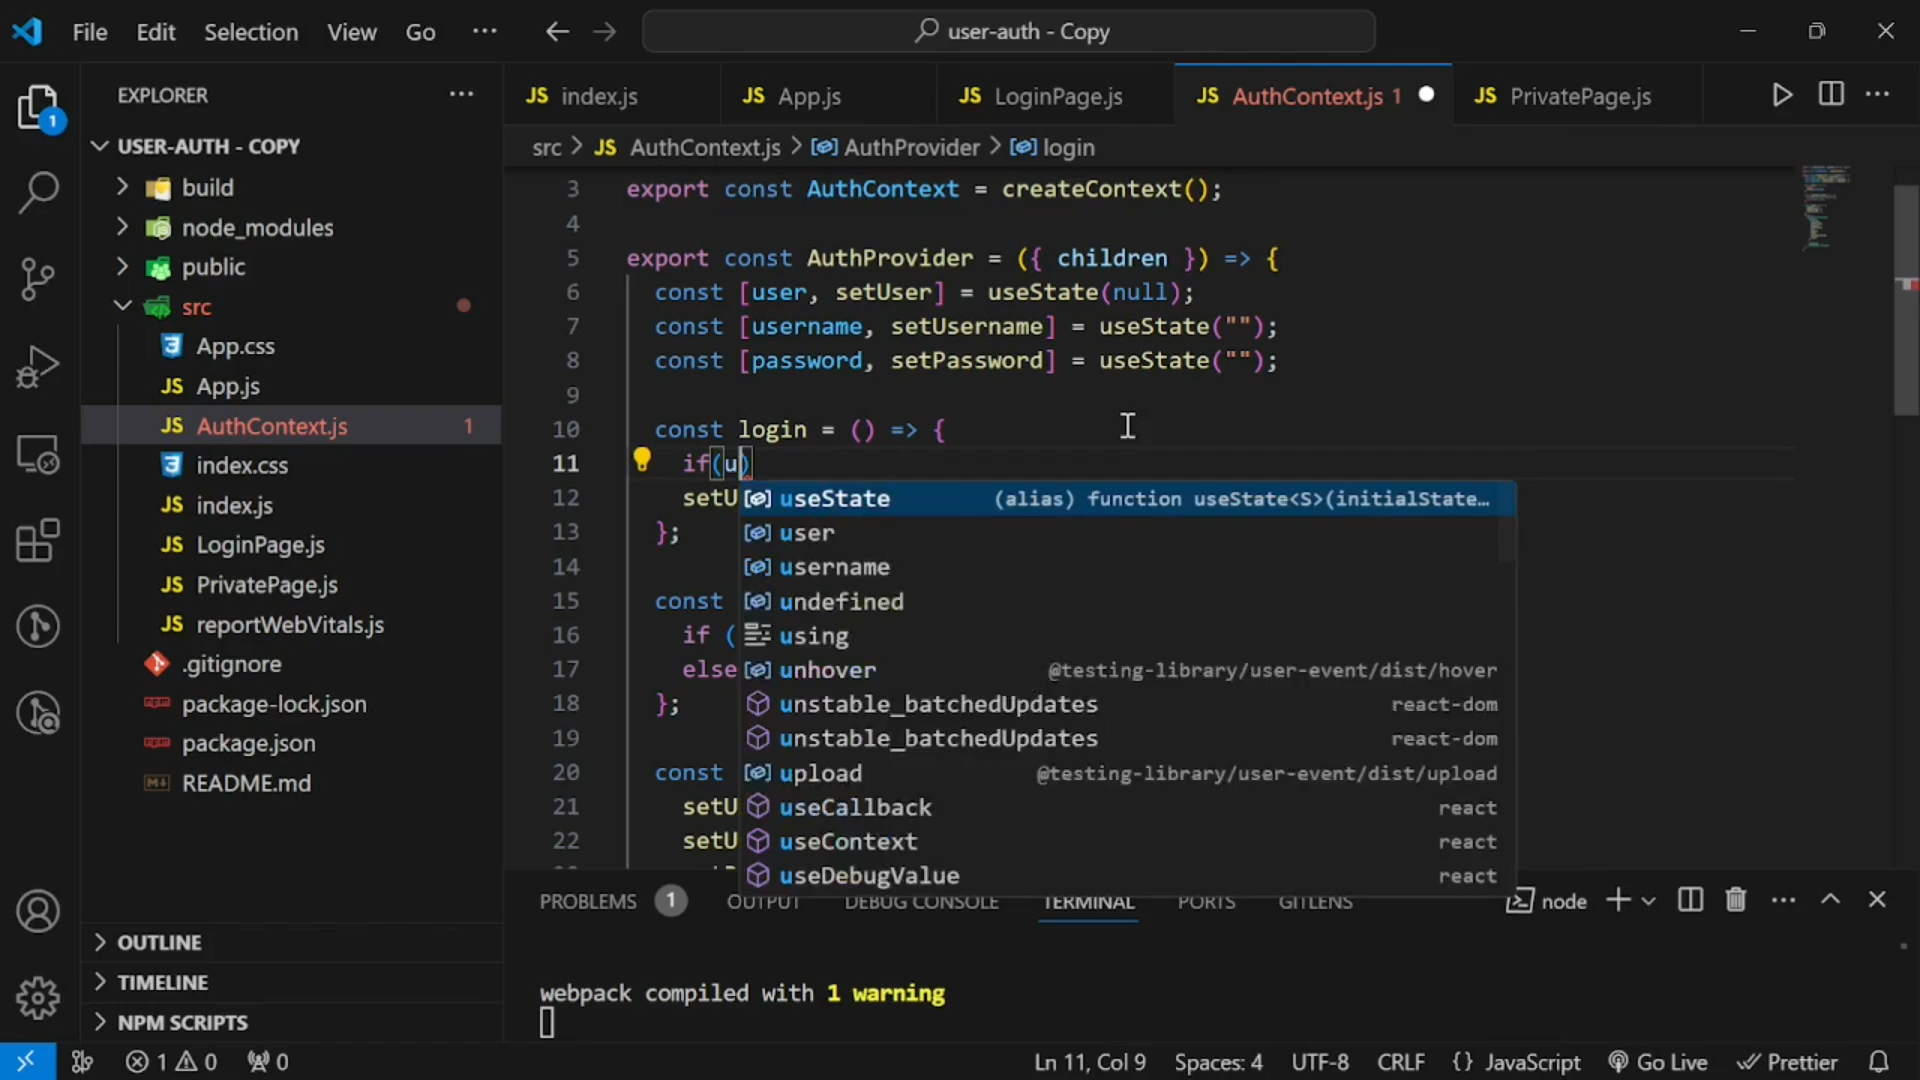 File Edit Selection View Go ··· user-auth - Copy
EXPLORER ···
USER-AUTH - COPY
build
node_modules
public
src
App.css
App.js
AuthContext.js 1
index.css
index.js
LoginPage.js
PrivatePage.js
reportWebVitals.js
.gitignore
package-lock.json
package.json
README.md
OUTLINE
TIMELINE
NPM SCRIPTS
1
JS index.js JS App.js JS LoginPage.js JS AuthContext.js 1 JS PrivatePage.js
src > JS AuthContext.js > AuthProvider > login
3 export const AuthContext = createContext();
4
5 export const AuthProvider = ({ children }) => {
6 const [user, setUser] = useState(null);
7 const [username, setUsername] = useState("");
8 const [password, setPassword] = useState("");
9
10 const login = () => {
11 if(u)
12 setU
13 };
14
15 const
16 if (
17 else
18 };
19
20 const
21 setU
22 setU
useState (alias) function useState<S>(initialState…
user
username
undefined
using
unhover @testing-library/user-event/dist/hover
unstable_batchedUpdates react-dom
unstable_batchedUpdates react-dom
upload @testing-library/user-event/dist/upload
useCallback react
useContext react
useDebugValue react
PROBLEMS 1 OUTPUT DEBUG CONSOLE TERMINAL PORTS GITLENS node
webpack compiled with 1 warning
1 0 0 Ln 11, Col 9 Spaces: 4 UTF-8 CRLF {} JavaScript Go Live Prettier